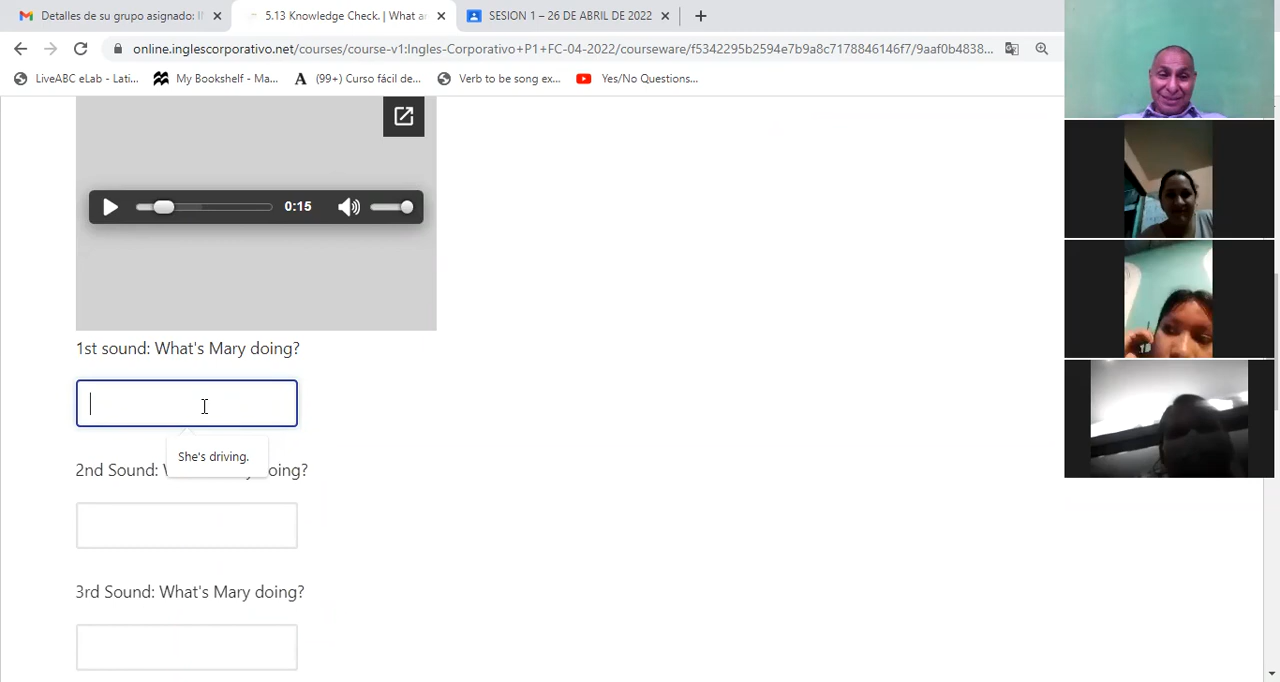 Detalles de su grupo asignado: I
5.13 Knowledge Check. | What ar
SESION 1 – 26 DE ABRIL DE 2022
online.inglescorporativo.net/courses/course-v1:Ingles-Corporativo+P1+FC-04-2022/courseware/f5342295b2594e7b9a8c7178846146f7/9aaf0b4838...
LiveABC eLab - Lati...
My Bookshelf - Ma...
(99+) Curso fácil de...
Verb to be song ex...
Yes/No Questions...
0:15
1st sound: What's Mary doing?
She's driving.
2nd Sound: oing?
3rd Sound: What's Mary doing?